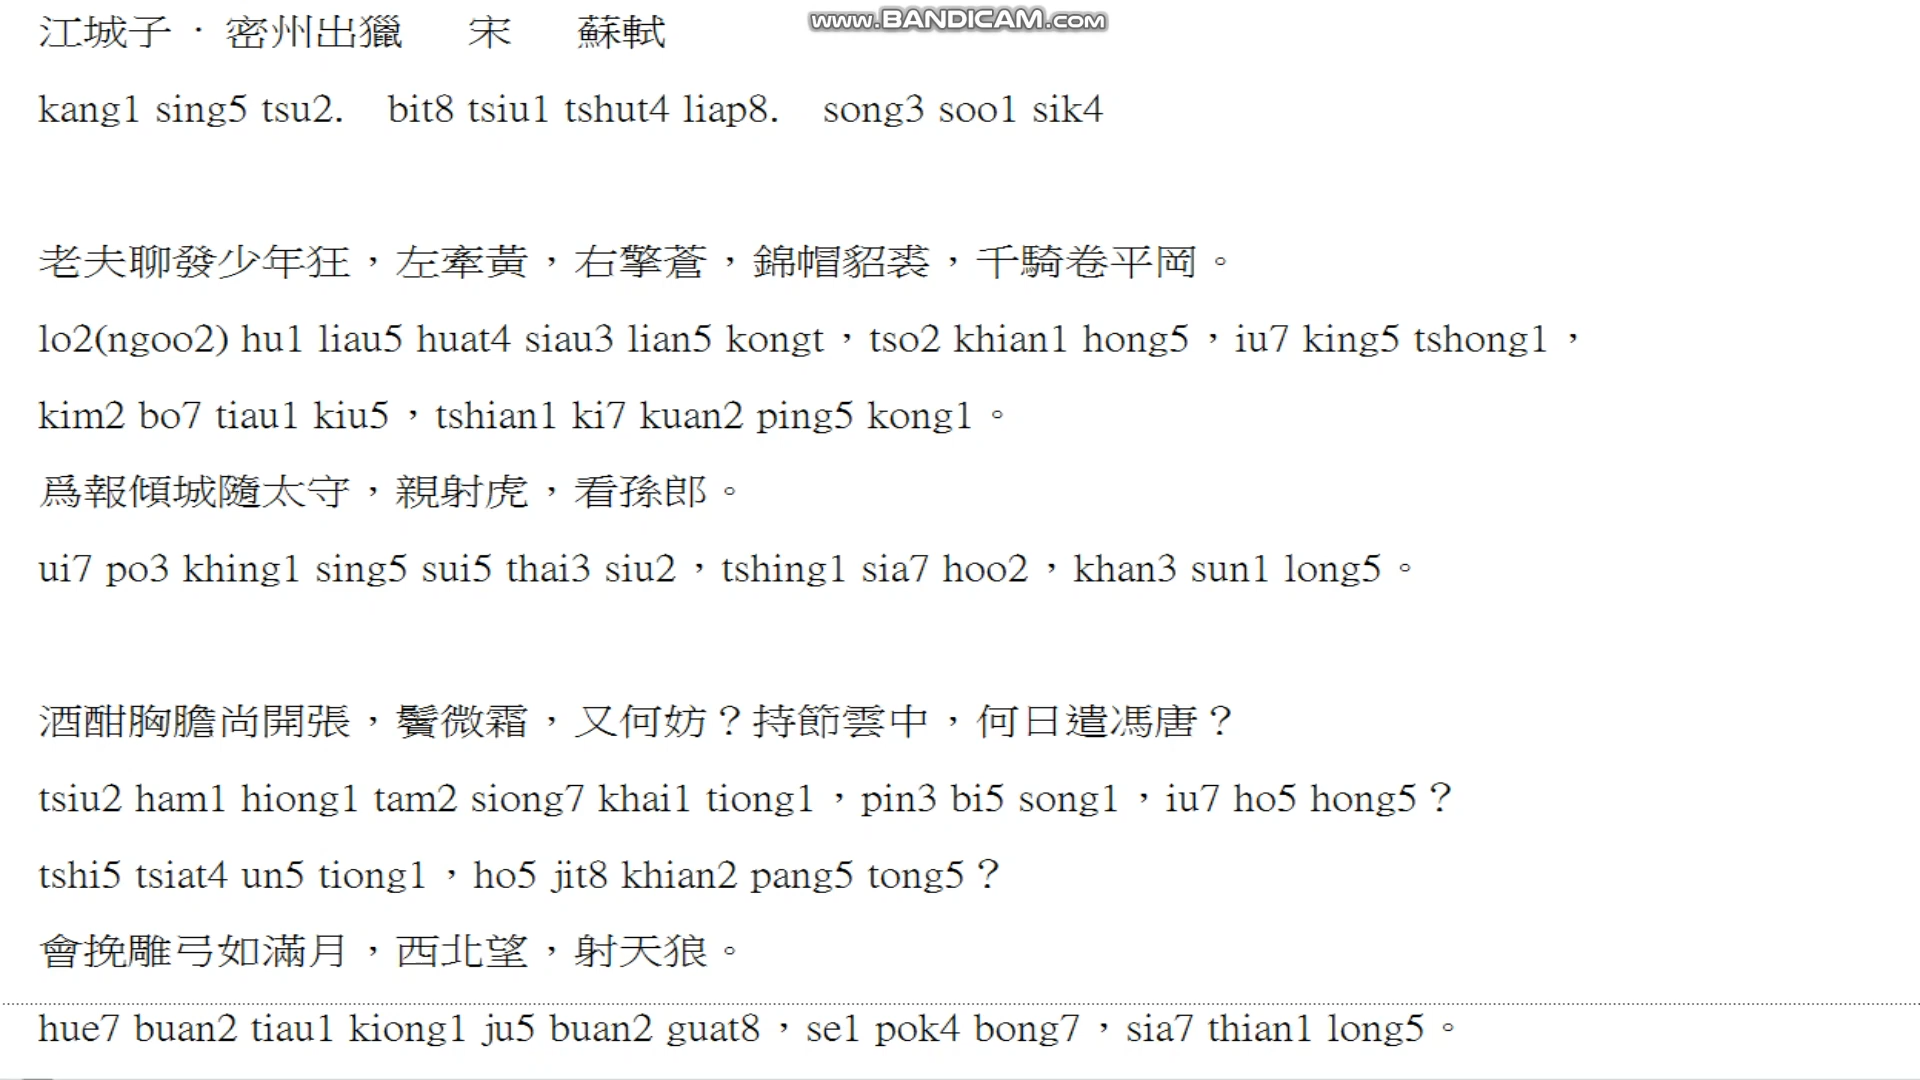 www.BANDICAM.com
江城子．密州出獵　宋　蘇軾
kang1 sing5 tsu2.　bit8 tsiu1 tshut4 liap8.　song3 soo1 sik4
老夫聊發少年狂，左牽黃，右擎蒼，錦帽貂裘，千騎卷平岡。
lo2(ngoo2) hu1 liau5 huat4 siau3 lian5 kongt，tso2 khian1 hong5，iu7 king5 tshong1，
kim2 bo7 tiau1 kiu5，tshian1 ki7 kuan2 ping5 kong1。
爲報傾城隨太守，親射虎，看孫郎。
ui7 po3 khing1 sing5 sui5 thai3 siu2，tshing1 sia7 hoo2，khan3 sun1 long5。
酒酣胸膽尚開張，鬢微霜，又何妨？持節雲中，何日遣馮唐？
tsiu2 ham1 hiong1 tam2 siong7 khai1 tiong1，pin3 bi5 song1，iu7 ho5 hong5？
tshi5 tsiat4 un5 tiong1，ho5 jit8 khian2 pang5 tong5？
會挽雕弓如滿月，西北望，射天狼。
hue7 buan2 tiau1 kiong1 ju5 buan2 guat8，se1 pok4 bong7，sia7 thian1 long5。